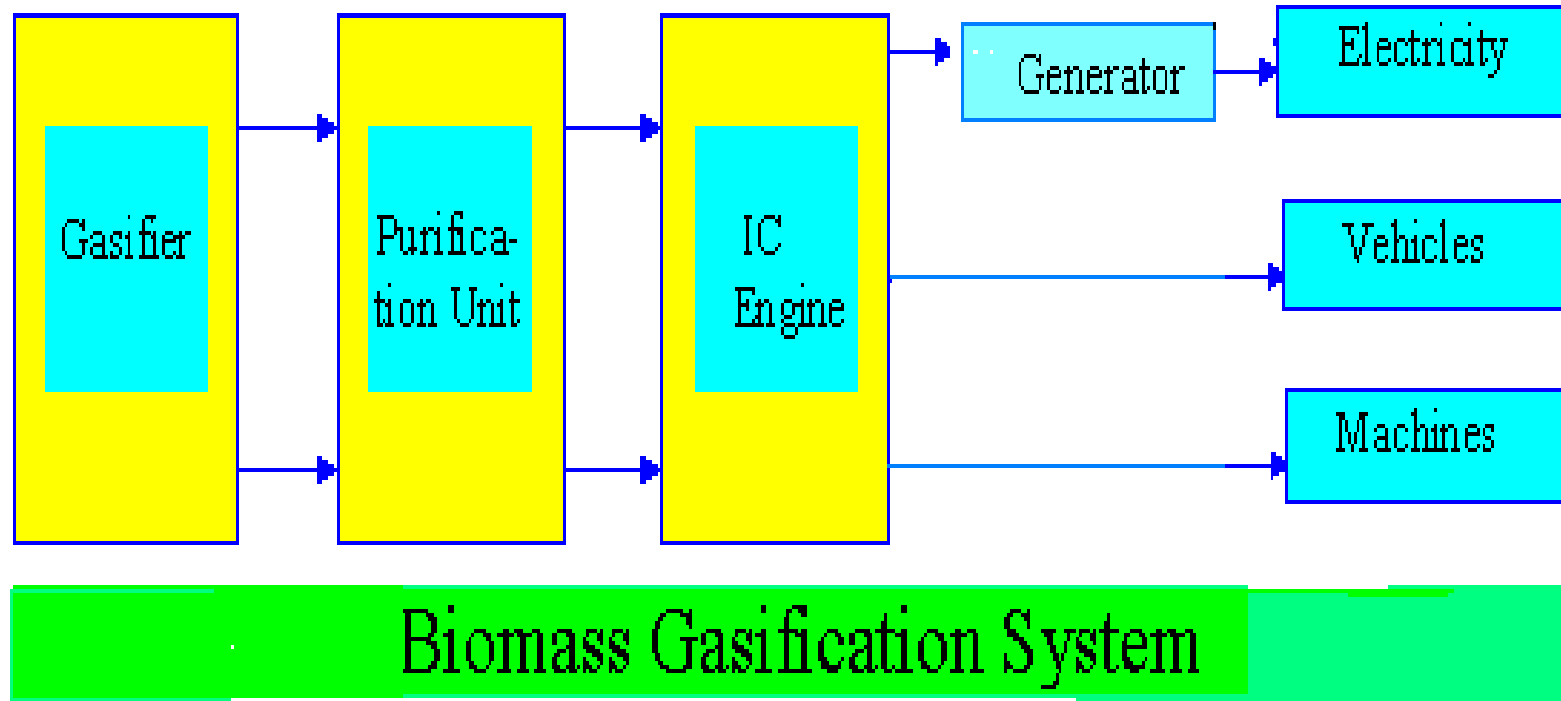 Gasifier
Purifica-
tion Unit
IC
Engine
Generator
Electricity
Vehicles
Machines
Biomass Gasification System